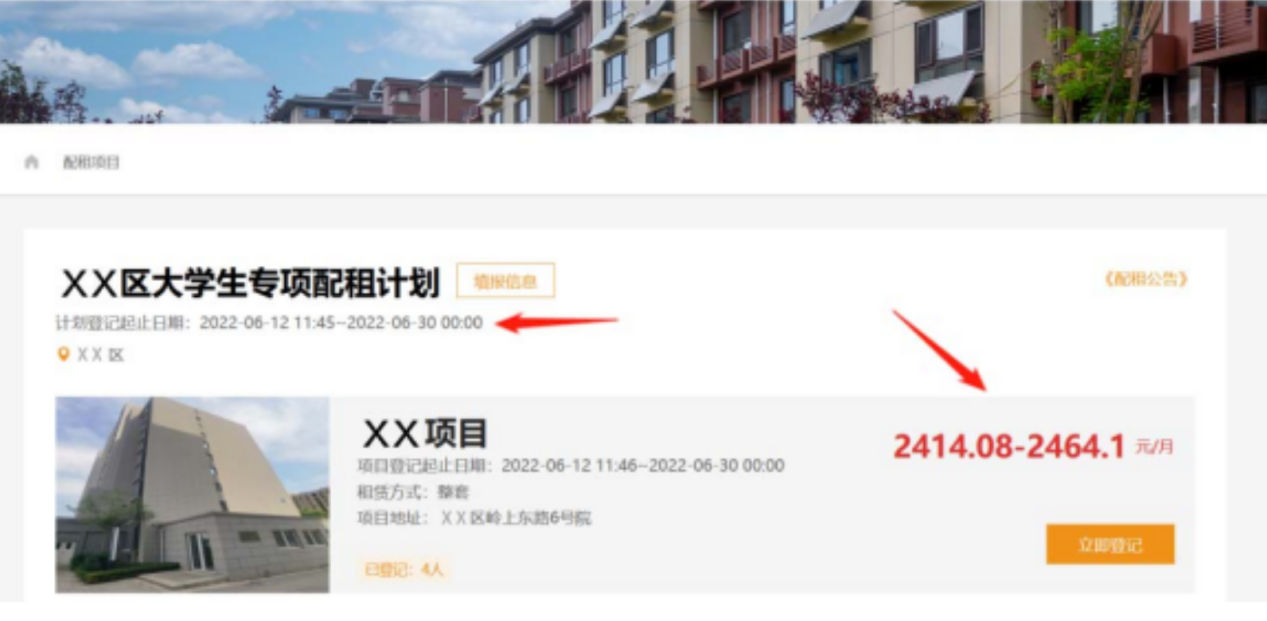 配租项目
XX区大学生专项配租计划 填报信息 《配租公告》
计划登记起止日期：2022-06-12 11:45~2022-06-30 00:00
XX区
XX项目
2414.08-2464.1 元/月
项目登记起止日期：2022-06-12 11:46~2022-06-30 00:00
租赁方式：整套
项目地址：XX区岭上东路6号院
立即登记
已登记：4人